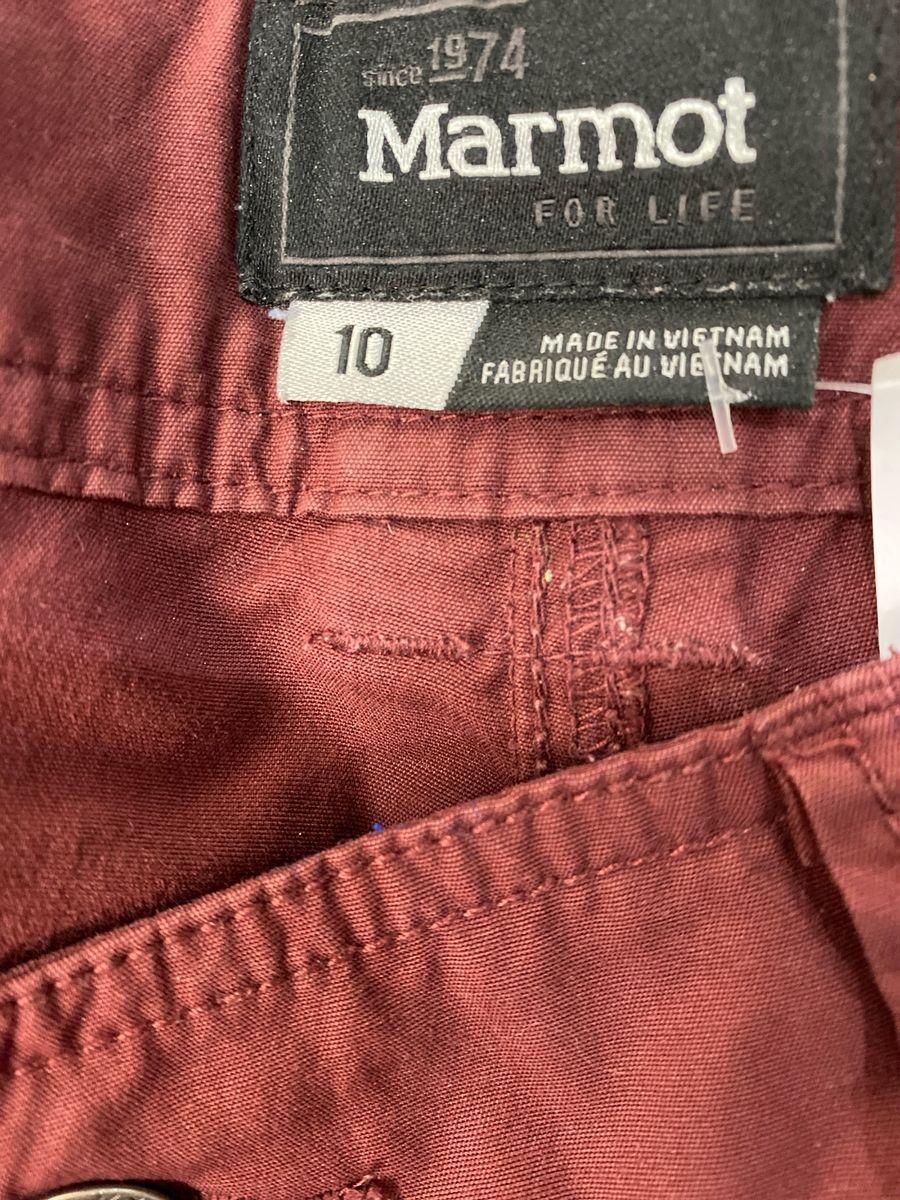 since 1974
Marmot
FOR LIFE
10
MADE IN VIETNAM
FABRIQUÉ AU VIETNAM